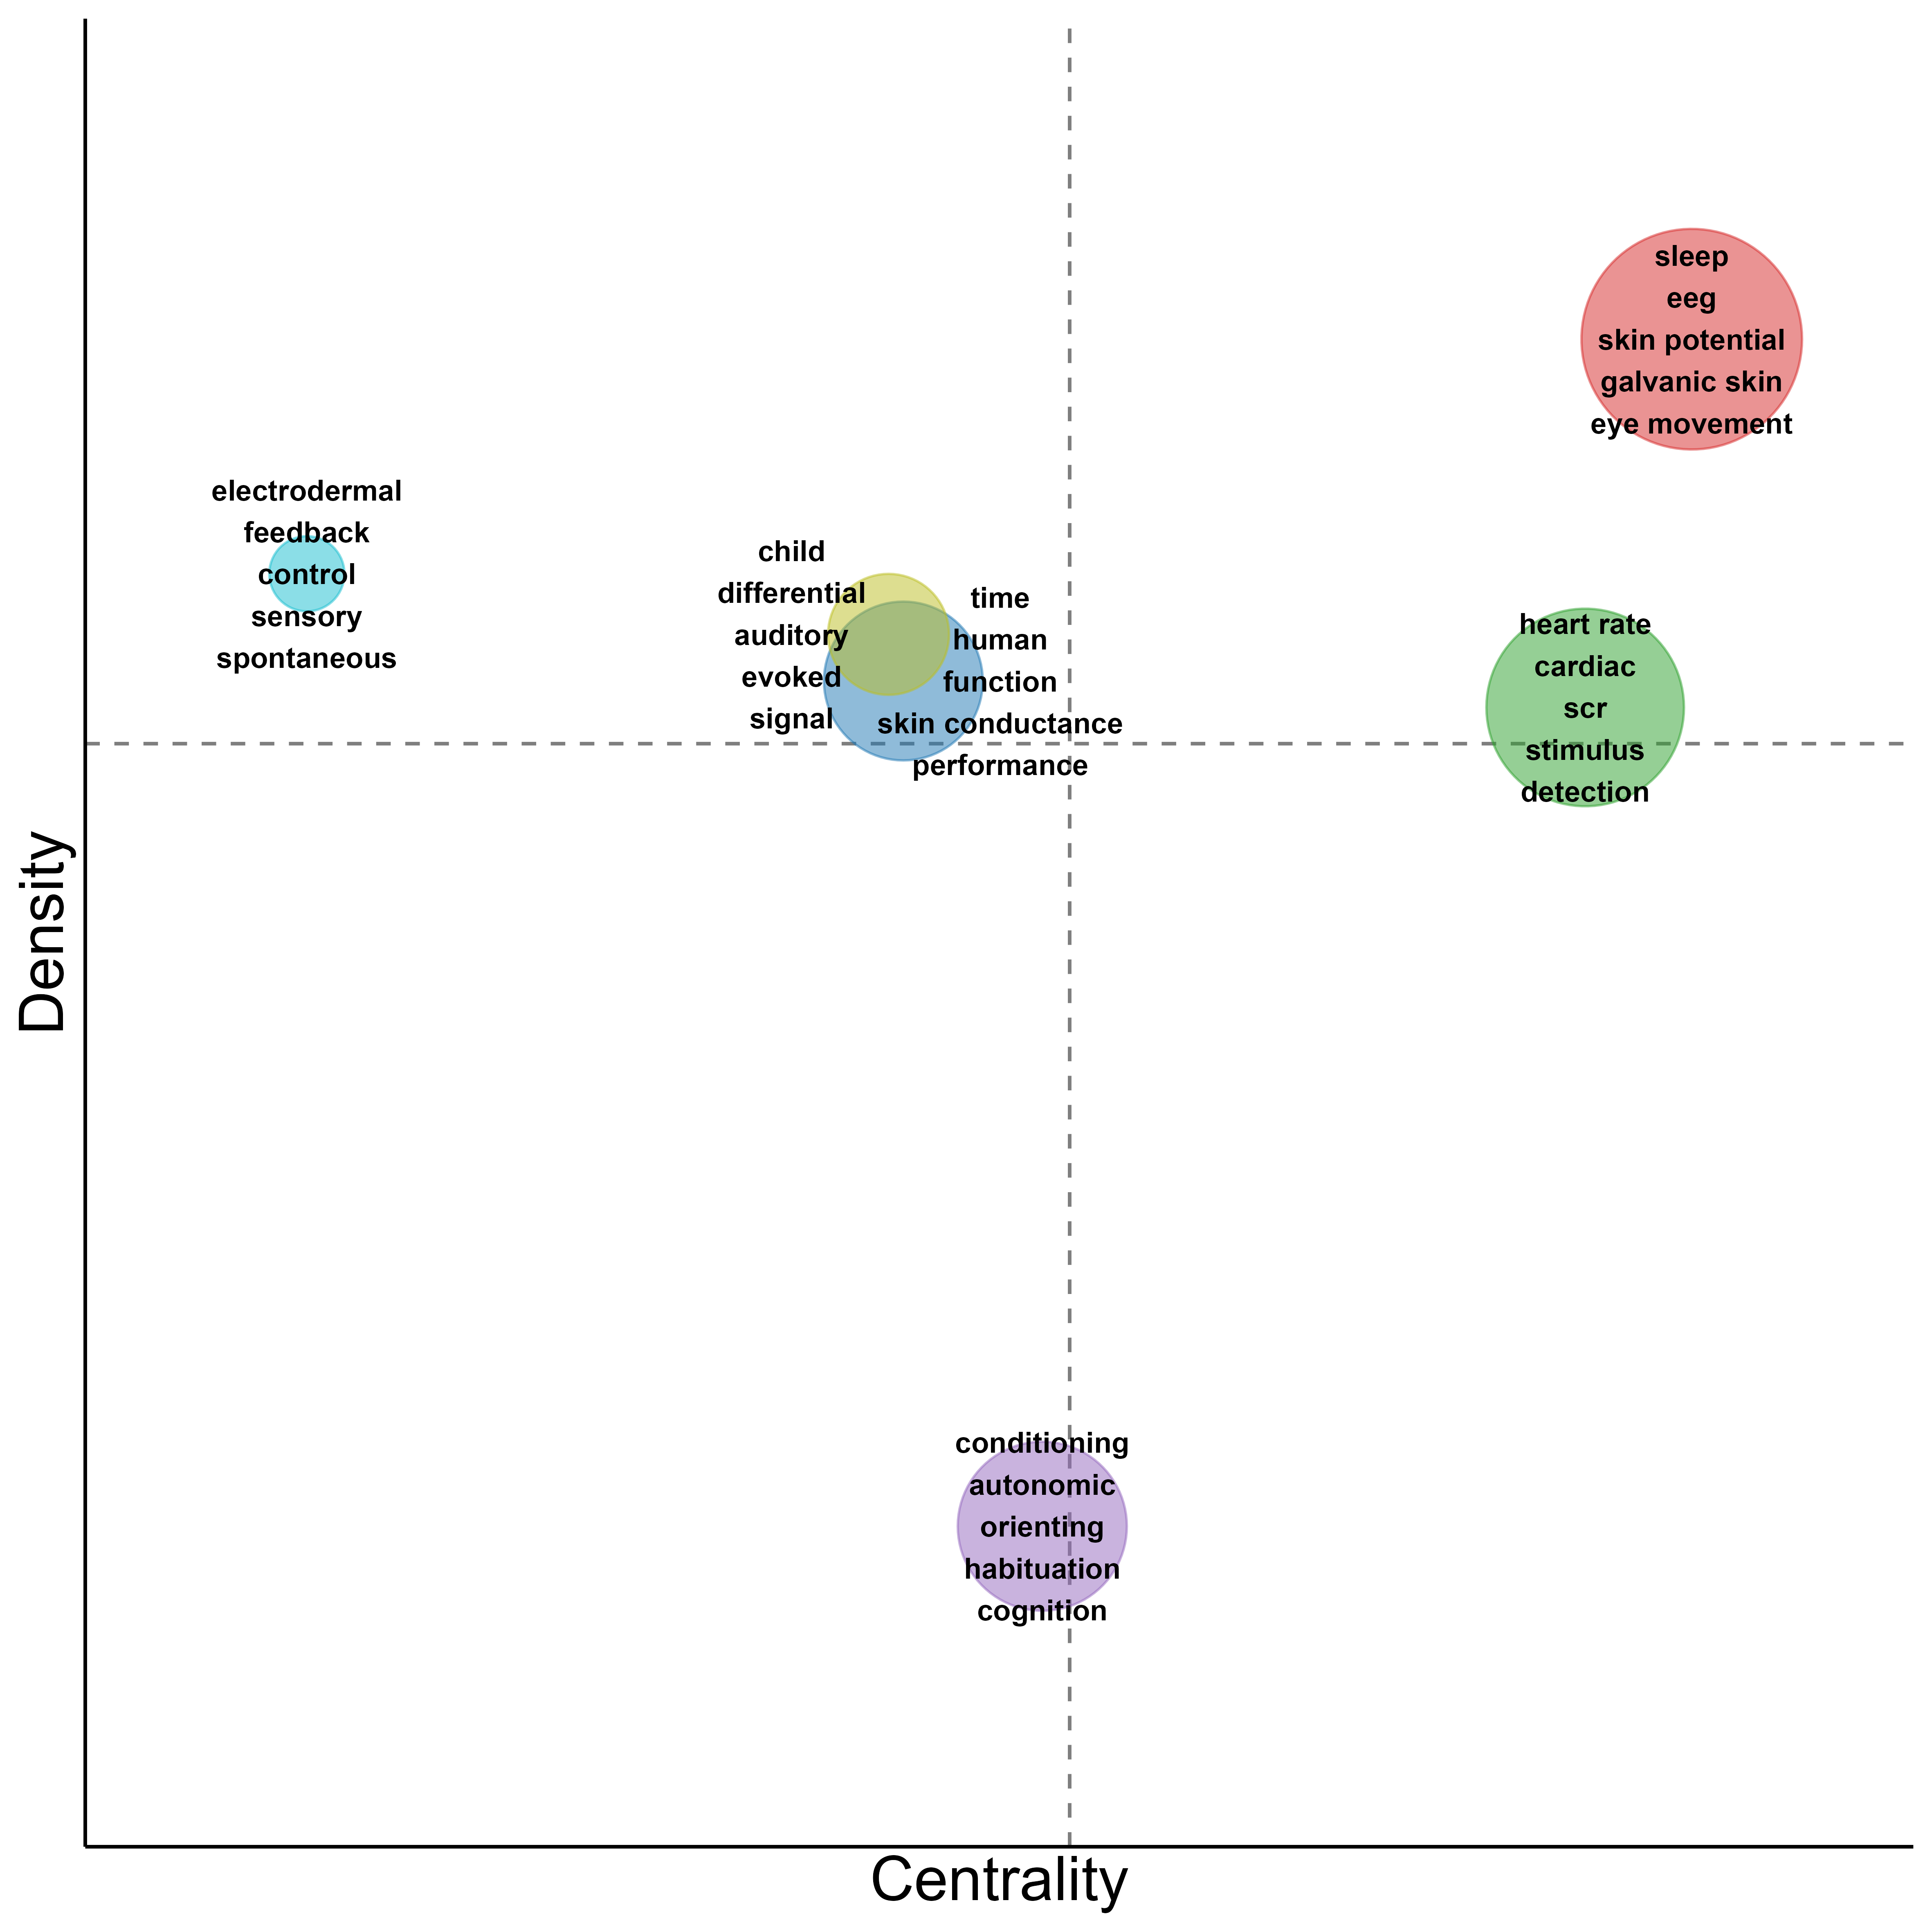 sleep
eeg
skin potential
galvanic skin
eye movement
electrodermal
feedback
control
sensory
spontaneous
child
differential
auditory
evoked
signal
time
human
function
skin conductance
performance
heart rate
cardiac
scr
stimulus
detection
conditioning
autonomic
orienting
habituation
cognition
Density
Centrality